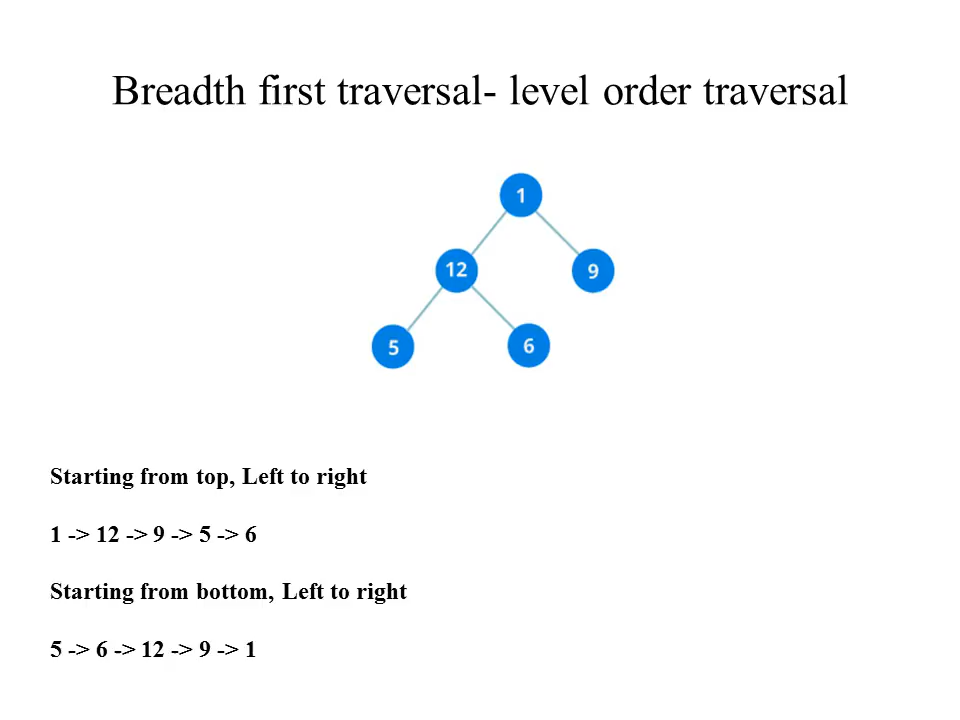 Breadth first traversal- level order traversal
1
12
9
5
6
Starting from top, Left to right
1 -> 12 -> 9 -> 5 -> 6
Starting from bottom, Left to right
5 -> 6 -> 12 -> 9 -> 1